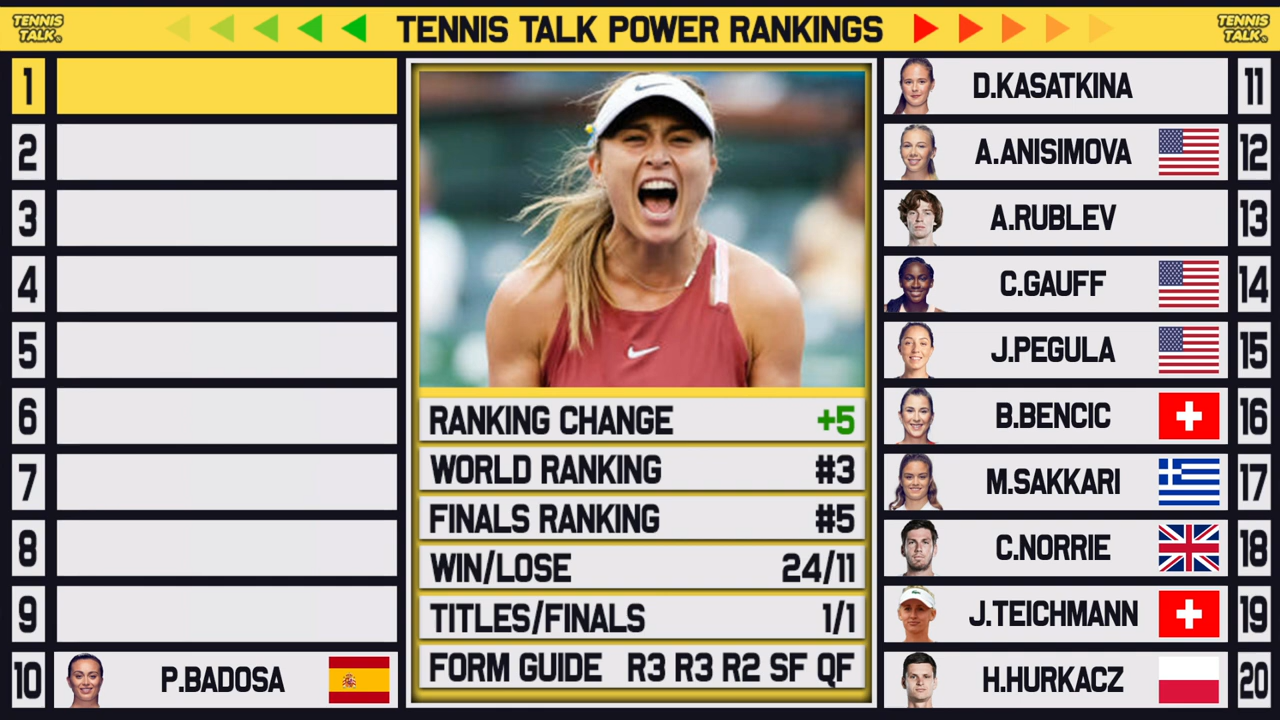 TENNIS TALK
TENNIS TALK POWER RANKINGS
TENNIS TALK
1
2
3
4
5
6
7
8
9
10 P.BADOSA
RANKING CHANGE +5
WORLD RANKING #3
FINALS RANKING #5
WIN/LOSE 24/11
TITLES/FINALS 1/1
FORM GUIDE R3 R3 R2 SF QF
D.KASATKINA 11
A.ANISIMOVA 12
A.RUBLEV 13
C.GAUFF 14
J.PEGULA 15
B.BENCIC 16
M.SAKKARI 17
C.NORRIE 18
J.TEICHMANN 19
H.HURKACZ 20